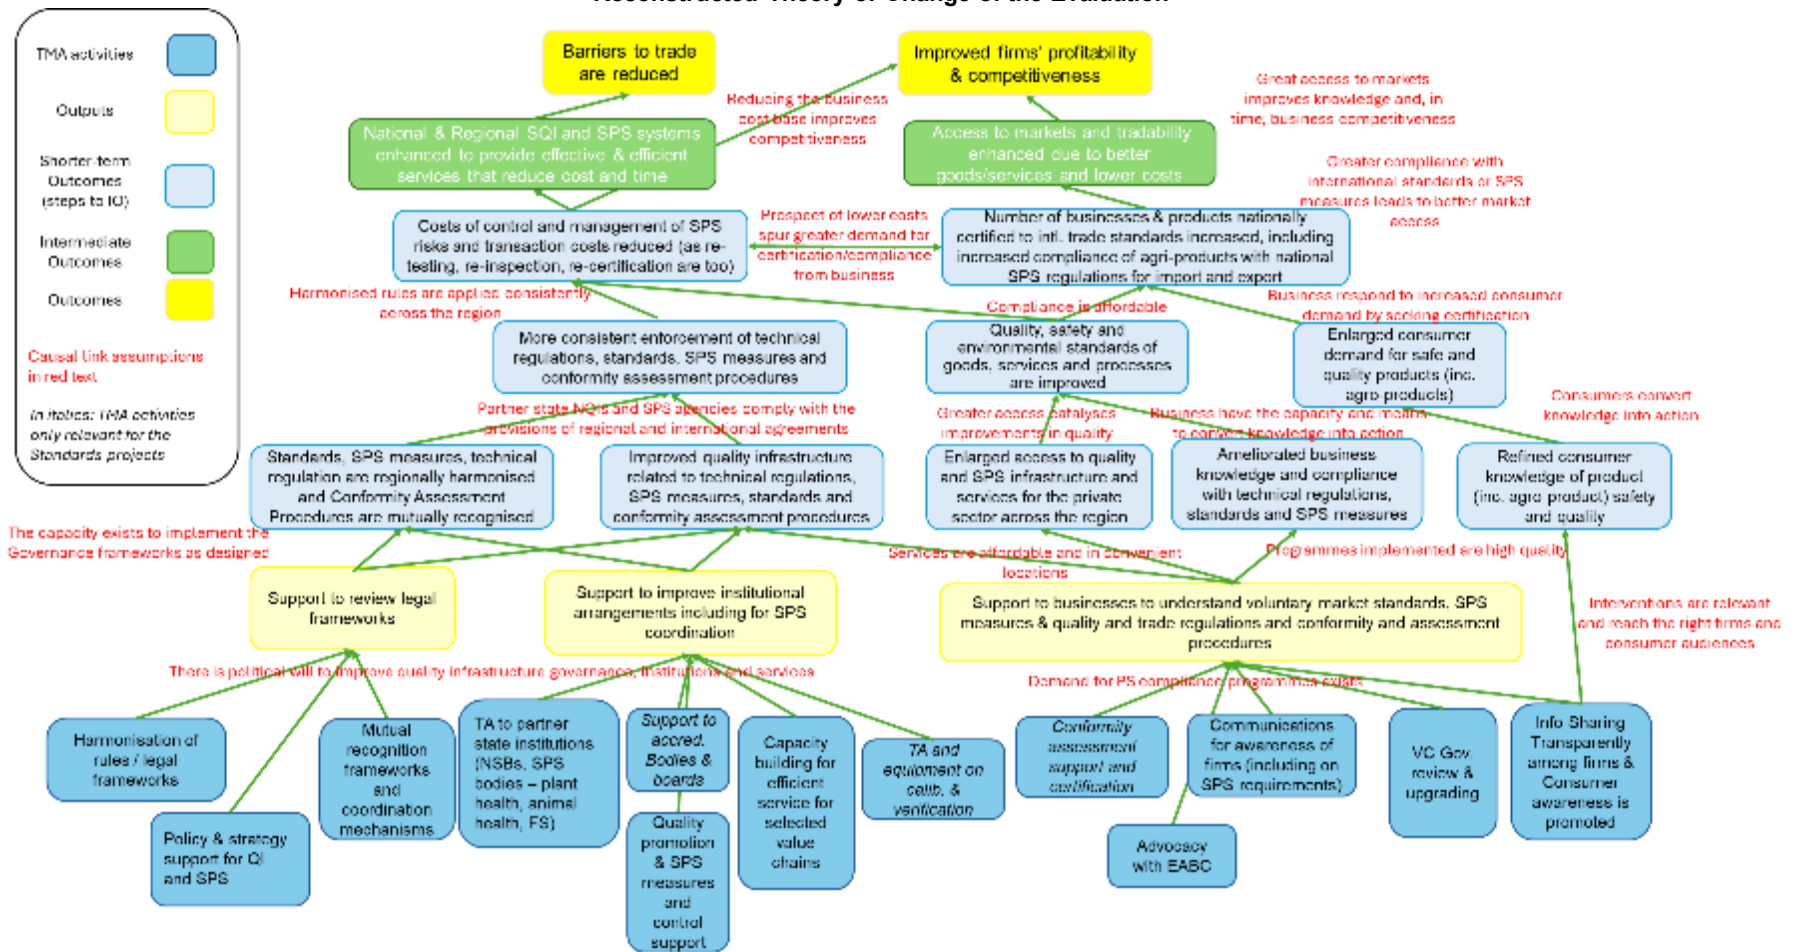 Reconstructed Theory of Change of the Evaluation
TMA activities
Outputs
Shorter-term
Outcomes
(steps to IO)
Intermediate
Outcomes
Outcomes
Causal link assumptions
in red text
In italics: TMA activities
only relevant for the
Standards projects
Barriers to trade
are reduced
Improved firms' profitability
& competitiveness
Reducing the business
cost base improves
competitiveness
Great access to markets
improves knowledge and, in
time, business competitiveness
National & Regional SQI and SPS systems
enhanced to provide effective & efficient
services that reduce cost and time
Access to markets and tradability
enhanced due to better
goods/services and lower costs
Greater compliance with
international standards or SPS
measures leads to better market
access
Costs of control and management of SPS
risks and transaction costs reduced (as re-
testing, re-inspection, re-certification are too)
Prospect of lower costs
spur greater demand for
certification/compliance
from business
Number of businesses & products nationally
certified to intl. trade standards increased, including
increased compliance of agri-products with national
SPS regulations for import and export
Harmonised rules are applied consistently
across the region
Compliance is affordable
Business respond to increased consumer
demand by seeking certification
More consistent enforcement of technical
regulations, standards, SPS measures and
conformity assessment procedures
Quality, safety and
environmental standards of
goods, services and processes
are improved
Enlarged consumer
demand for safe and
quality products (inc.
agro-products)
Partner state NQIs and SPS agencies comply with the
provisions of regional and international agreements
Greater access catalyses
improvements in quality
Business have the capacity and means
to convert knowledge into action
Consumers convert
knowledge into action
Standards, SPS measures, technical
regulation are regionally harmonised
and Conformity Assessment
Procedures are mutually recognised
Improved quality infrastructure
related to technical regulations,
SPS measures, standards and
conformity assessment procedures
Enlarged access to quality
and SPS infrastructure and
services for the private
sector across the region
Ameliorated business
knowledge and compliance
with technical regulations,
standards and SPS measures
Refined consumer
knowledge of product
(inc. agro product) safety
and quality
The capacity exists to implement the
Governance frameworks as designed
Services are affordable and in convenient
locations
Programmes implemented are high quality
Support to review legal
frameworks
Support to improve institutional
arrangements including for SPS
coordination
Support to businesses to understand voluntary market standards, SPS
measures & quality and trade regulations and conformity and assessment
procedures
Interventions are relevant
and reach the right firms and
consumer audiences
There is political will to improve quality infrastructure governance, institutions and services
Demand for PS compliance programmes exists
Harmonisation of
rules / legal
frameworks
Policy & strategy
support for QI
and SPS
Mutual
recognition
frameworks
and
coordination
mechanisms
TA to partner
state institutions
(NSBs, SPS
bodies – plant
health, animal
health, FS)
Support to
accred.
Bodies &
boards
Quality
promotion
& SPS
measures
and
control
support
Capacity
building for
efficient
service for
selected
value
chains
TA and
equipment on
calib. &
verification
Conformity
assessment
support and
certification
Advocacy
with EABC
Communications
for awareness of
firms (including on
SPS requirements)
VC Gov.
review &
upgrading
Info Sharing
Transparently
among firms &
Consumer
awareness is
promoted